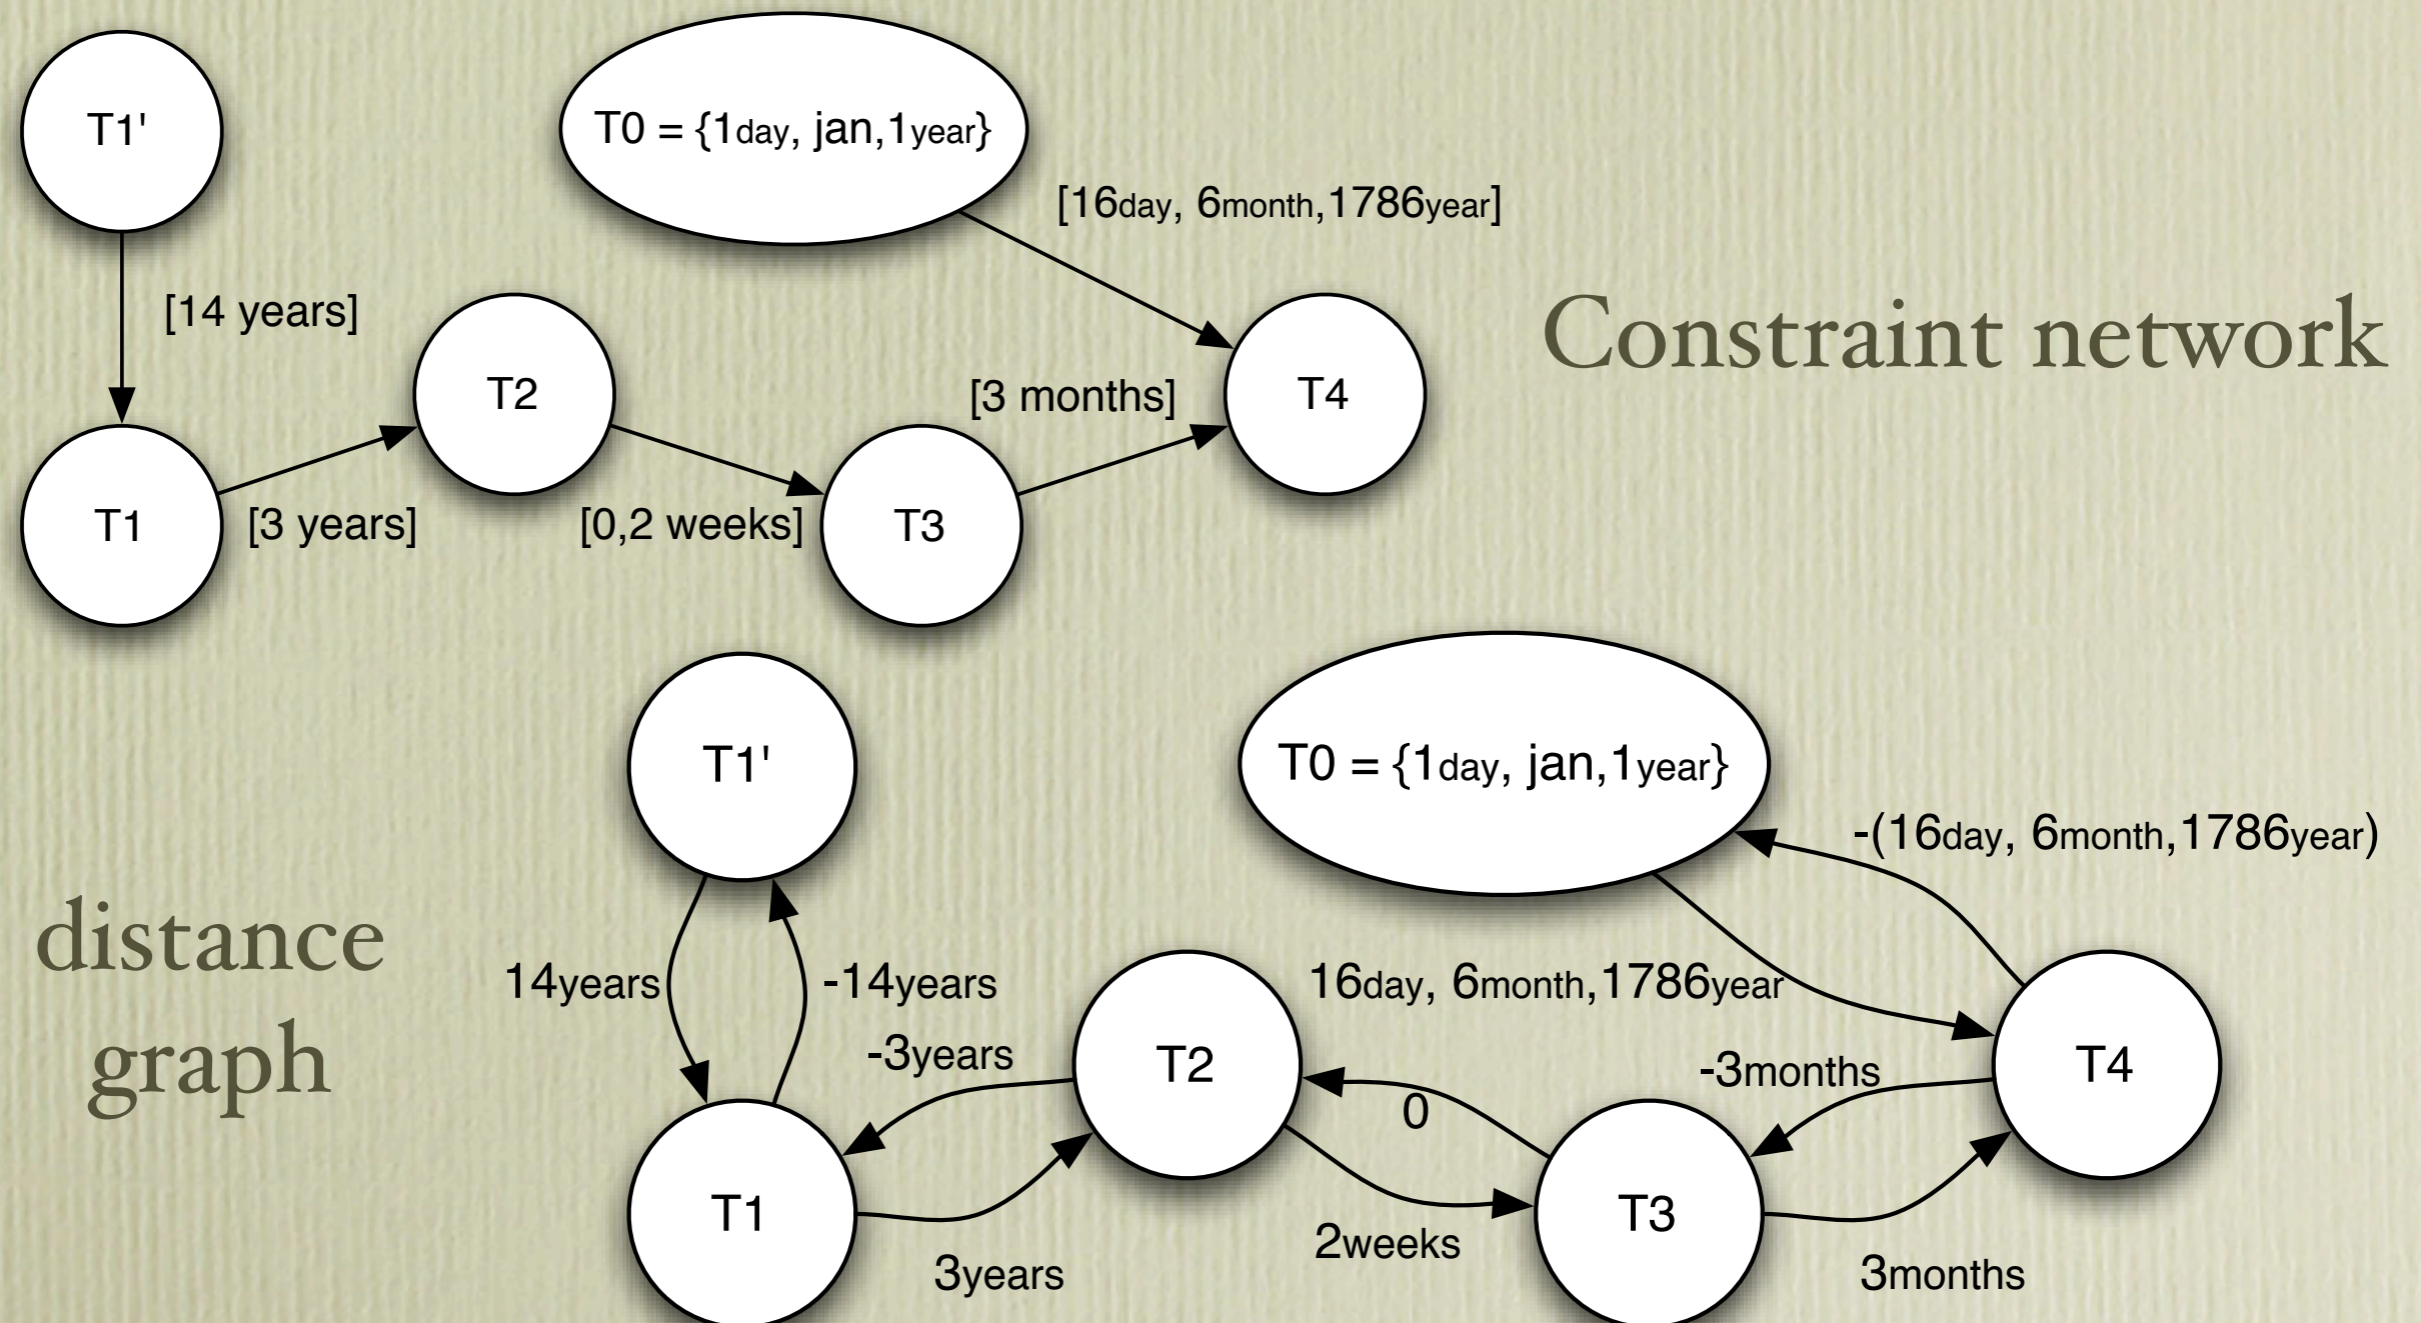 T1'
T0 = {1day, jan,1year}
[16day, 6month,1786year]
[14 years]
Constraint network
T2
[3 months]
T4
T1
[3 years]
[0,2 weeks]
T3
T1'
T0 = {1day, jan,1year}
-(16day, 6month,1786year)
distance
graph
14years
-14years
16day, 6month,1786year
-3years
T2
-3months
T4
0
T1
T3
2weeks
3years
3months